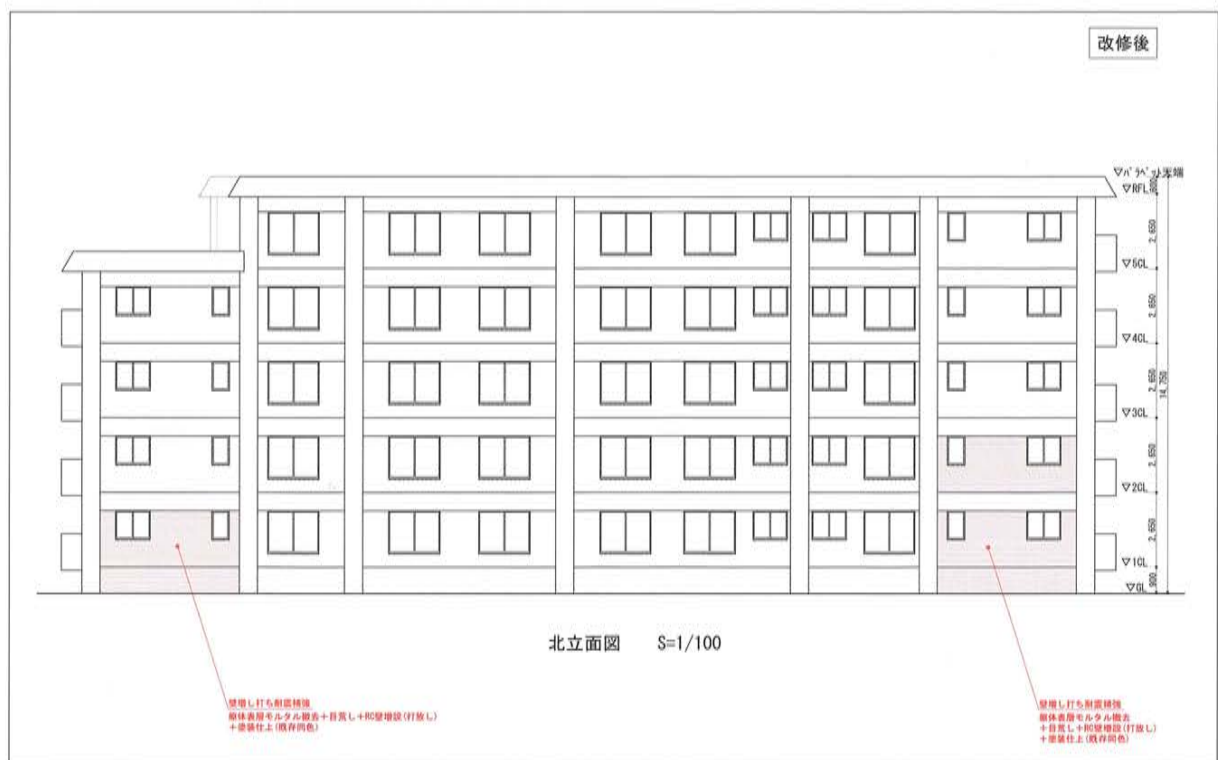 改修後
▽パラペット天端
▽RFL
600
2,650
▽5CL
2,650
▽4CL
2,650
14,750
▽3CL
2,650
▽2CL
2,650
▽1CL
900
▽GL
北立面図 S=1/100
壁増し打ち耐震補強
躯体表層モルタル撤去+目荒し+RC壁増設(打放し)
+塗装仕上(既存同色)
壁増し打ち耐震補強
躯体表層モルタル撤去
+目荒し+RC壁増設(打放し)
+塗装仕上(既存同色)